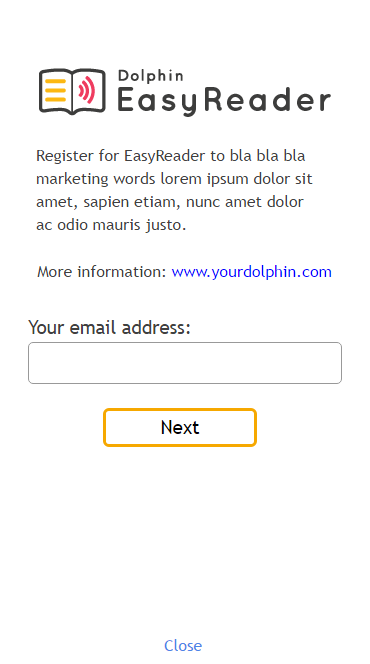 Dolphin
EasyReader
Register for EasyReader to bla bla bla
marketing words lorem ipsum dolor sit
amet, sapien etiam, nunc amet dolor
ac odio mauris justo.
More information: www.yourdolphin.com
Your email address:
Next
Close